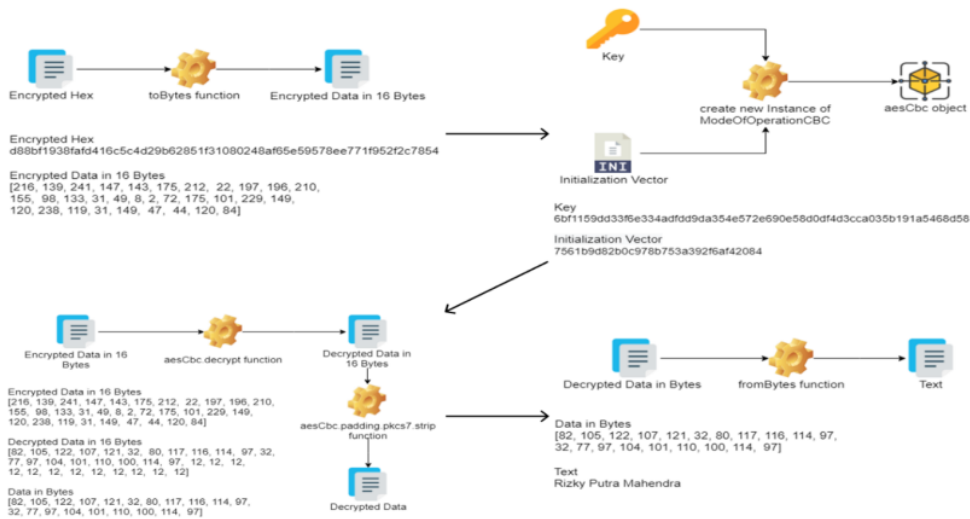 Encrypted Hex
toBytes function
Encrypted Data in 16 Bytes
Encrypted Hex
d88bf1938fafd416c5c4d29b62851f31080248af65e59578ee771f952f2c7854
Encrypted Data in 16 Bytes
[216, 139, 241, 147, 143, 175, 212, 22, 197, 196, 210,
155, 98, 133, 31, 49, 8, 2, 72, 175, 101, 229, 149,
120, 238, 119, 31, 149, 47, 44, 120, 84]
Key
create new Instance of
ModeOfOperationCBC
aesCbc object
INI
Initialization Vector
Key
6bf1159dd33f6e334adfdd9da354e572e690e58d0df4d3cca035b191a5468d58
Initialization Vector
7561b9d82b0c978b753a392f6af42084
Encrypted Data in 16
Bytes
aesCbc.decrypt function
Decrypted Data in
16 Bytes
Encrypted Data in 16 Bytes
[216, 139, 241, 147, 143, 175, 212, 22, 197, 196, 210,
155, 98, 133, 31, 49, 8, 2, 72, 175, 101, 229, 149,
120, 238, 119, 31, 149, 47, 44, 120, 84]
Decrypted Data in 16 Bytes
[82, 105, 122, 107, 121, 32, 80, 117, 116, 114, 97, 32,
77, 97, 104, 101, 110, 100, 114, 97, 12, 12, 12,
12, 12, 12, 12, 12, 12, 12, 12, 12]
Data in Bytes
[82, 105, 122, 107, 121, 32, 80, 117, 116, 114, 97,
32, 77, 97, 104, 101, 110, 100, 114, 97]
aesCbc.padding.pkcs7.strip
function
Decrypted Data
Decrypted Data in Bytes
fromBytes function
Text
Data in Bytes
[82, 105, 122, 107, 121, 32, 80, 117, 116, 114, 97,
32, 77, 97, 104, 101, 110, 100, 114, 97]
Text
Rizky Putra Mahendra